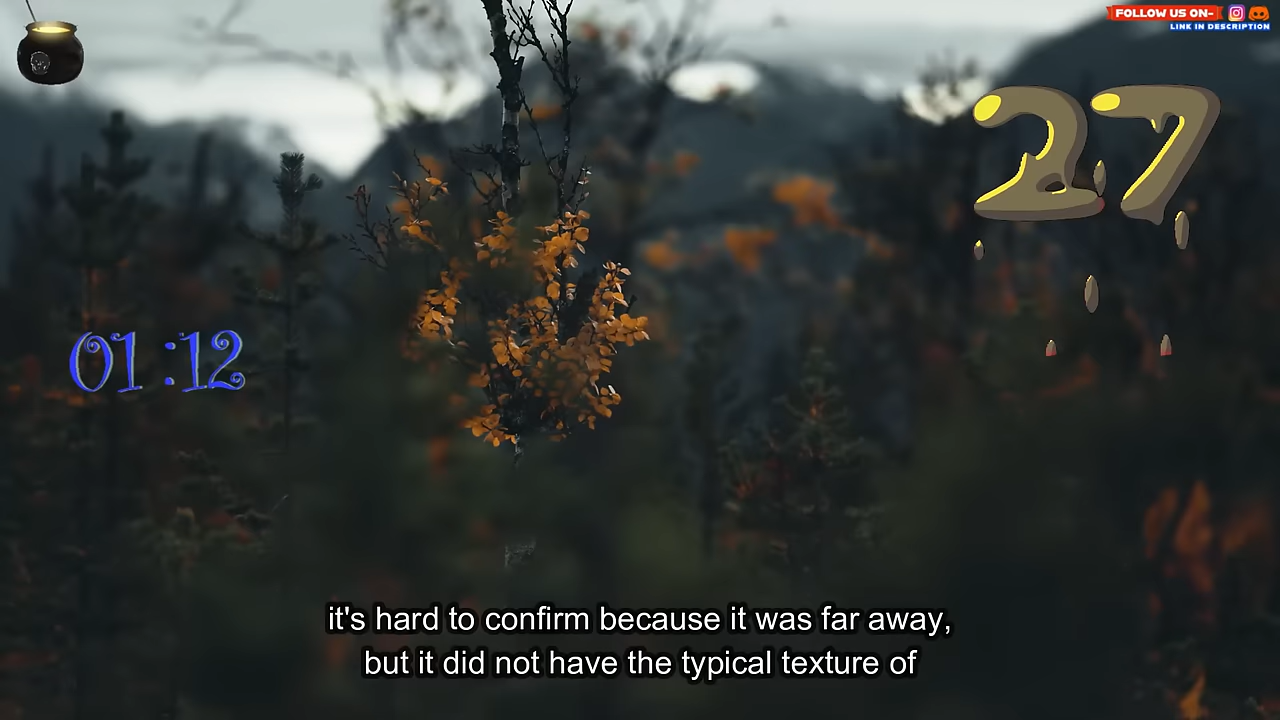 FOLLOW US ON-
LINK IN DESCRIPTION
27
01:12
it's hard to confirm because it was far away,
but it did not have the typical texture of